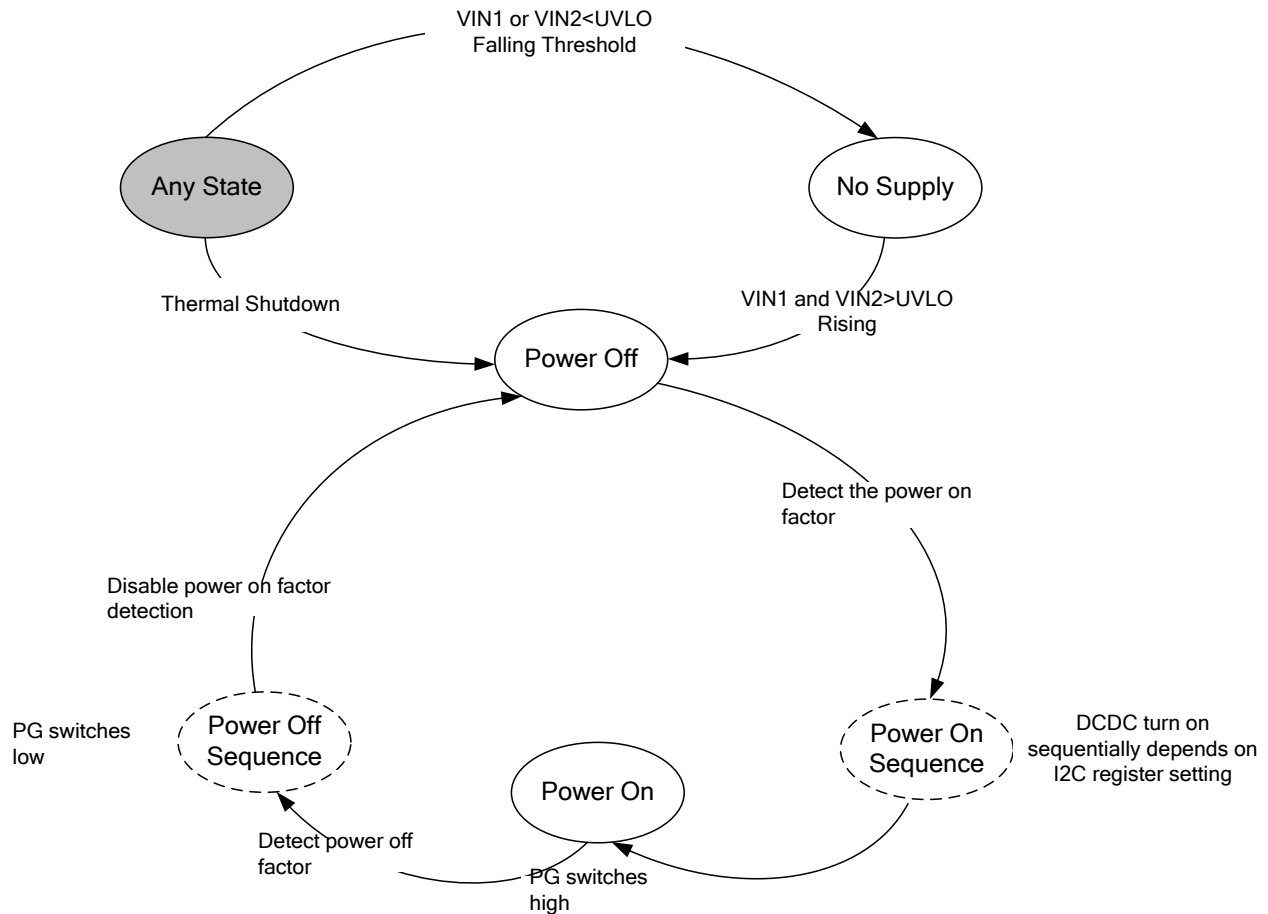 VIN1 or VIN2<UVLO
Falling Threshold
Any State
No Supply
Thermal Shutdown
VIN1 and VIN2>UVLO
Rising
Power Off
Detect the power on
factor
Disable power on factor
detection
PG switches
low
Power Off
Sequence
Power On
Sequence
DCDC turn on
sequentially depends on
I2C register setting
Power On
Detect power off
factor
PG switches
high